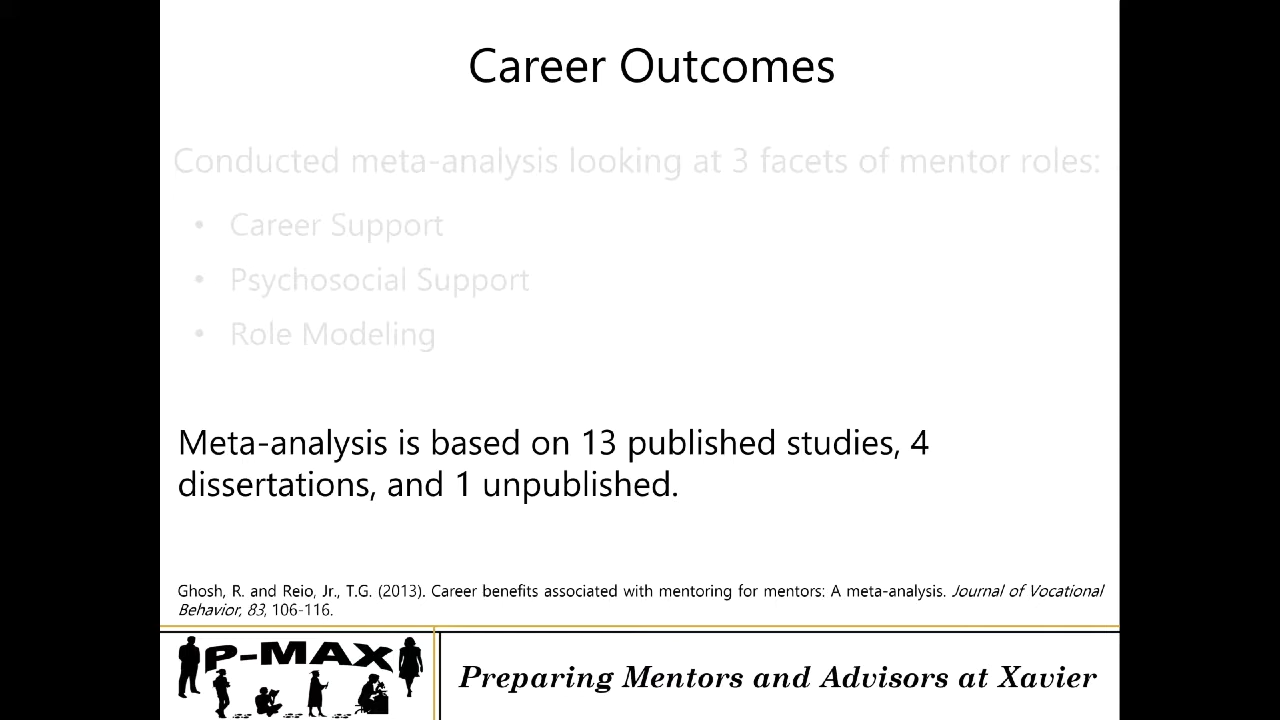 Career Outcomes
Conducted meta-analysis looking at 3 facets of mentor roles:
• Career Support
• Psychosocial Support
• Role Modeling
Meta-analysis is based on 13 published studies, 4
dissertations, and 1 unpublished.
Ghosh, R. and Reio, Jr., T.G. (2013). Career benefits associated with mentoring for mentors: A meta-analysis. Journal of Vocational
Behavior, 83, 106-116.
P-MAX
Preparing Mentors and Advisors at Xavier